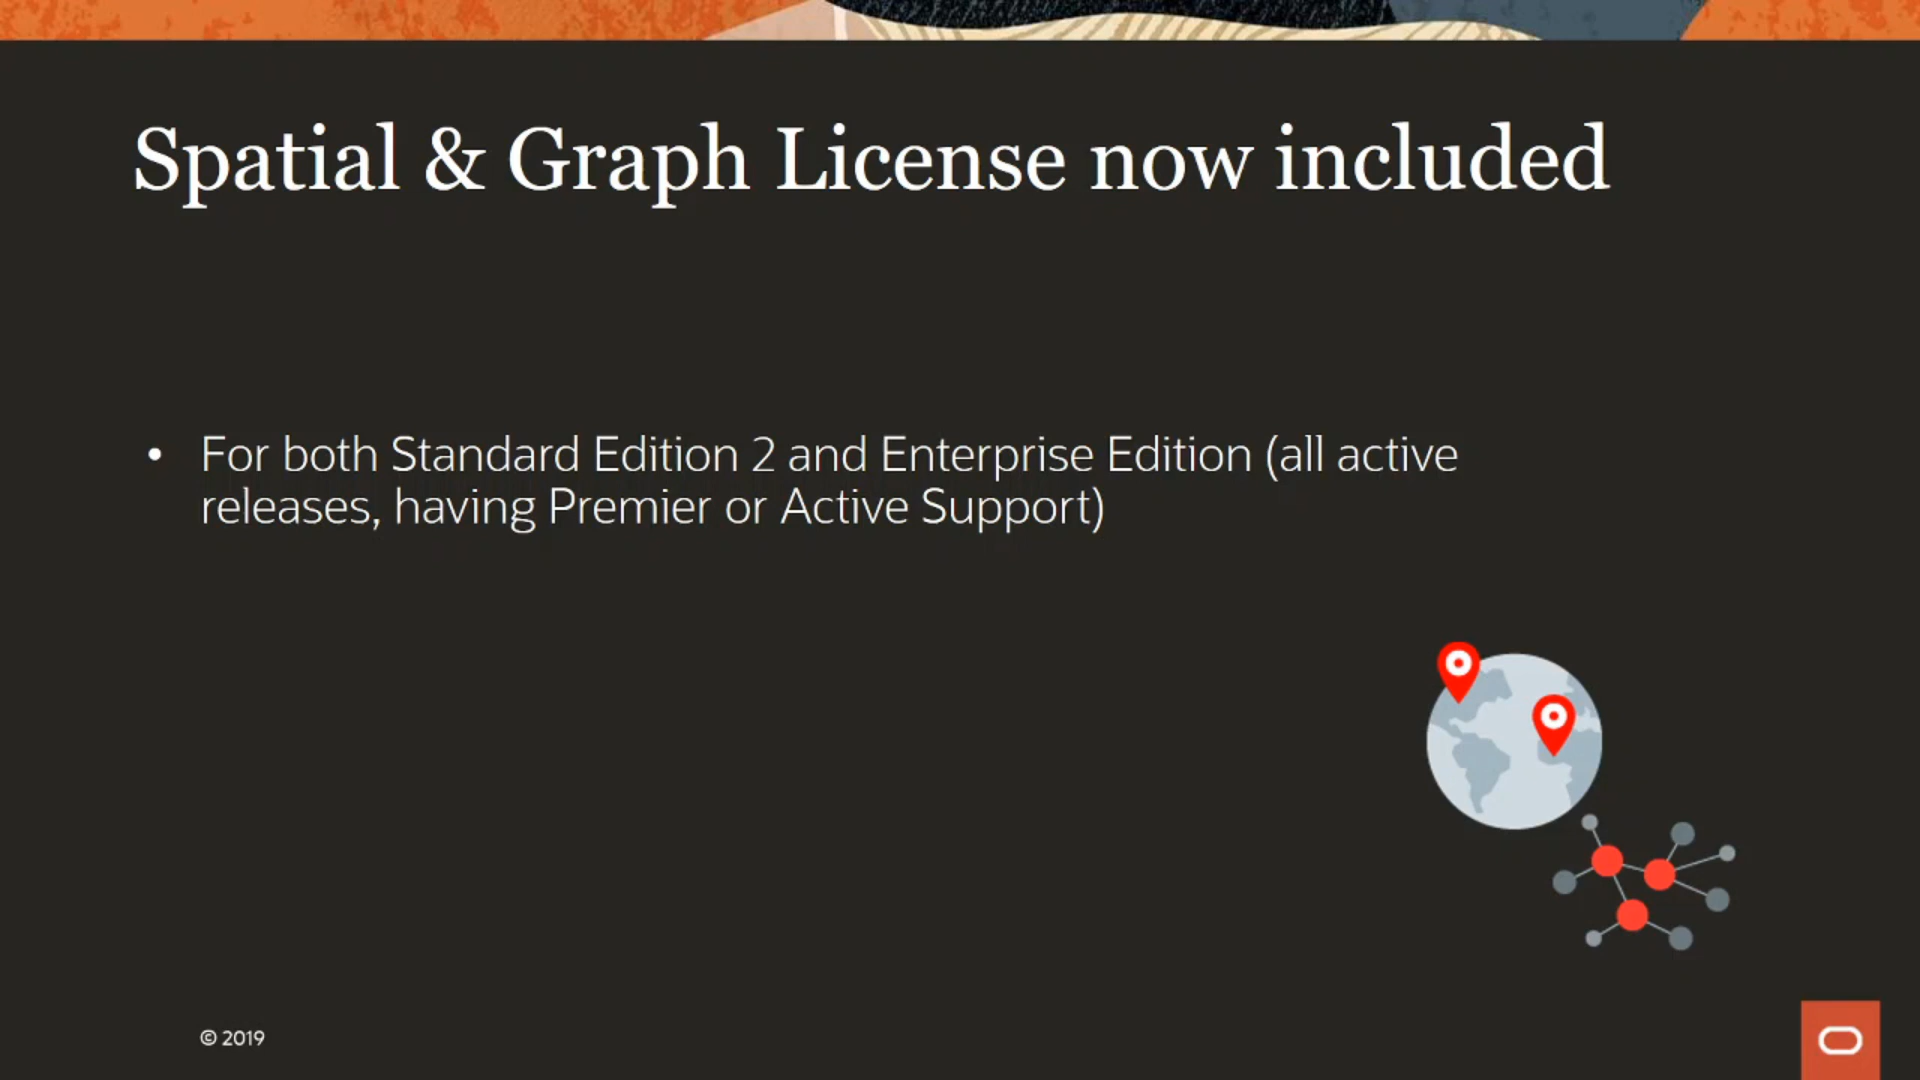 Spatial & Graph License now included
• For both Standard Edition 2 and Enterprise Edition (all active
releases, having Premier or Active Support)
© 2019